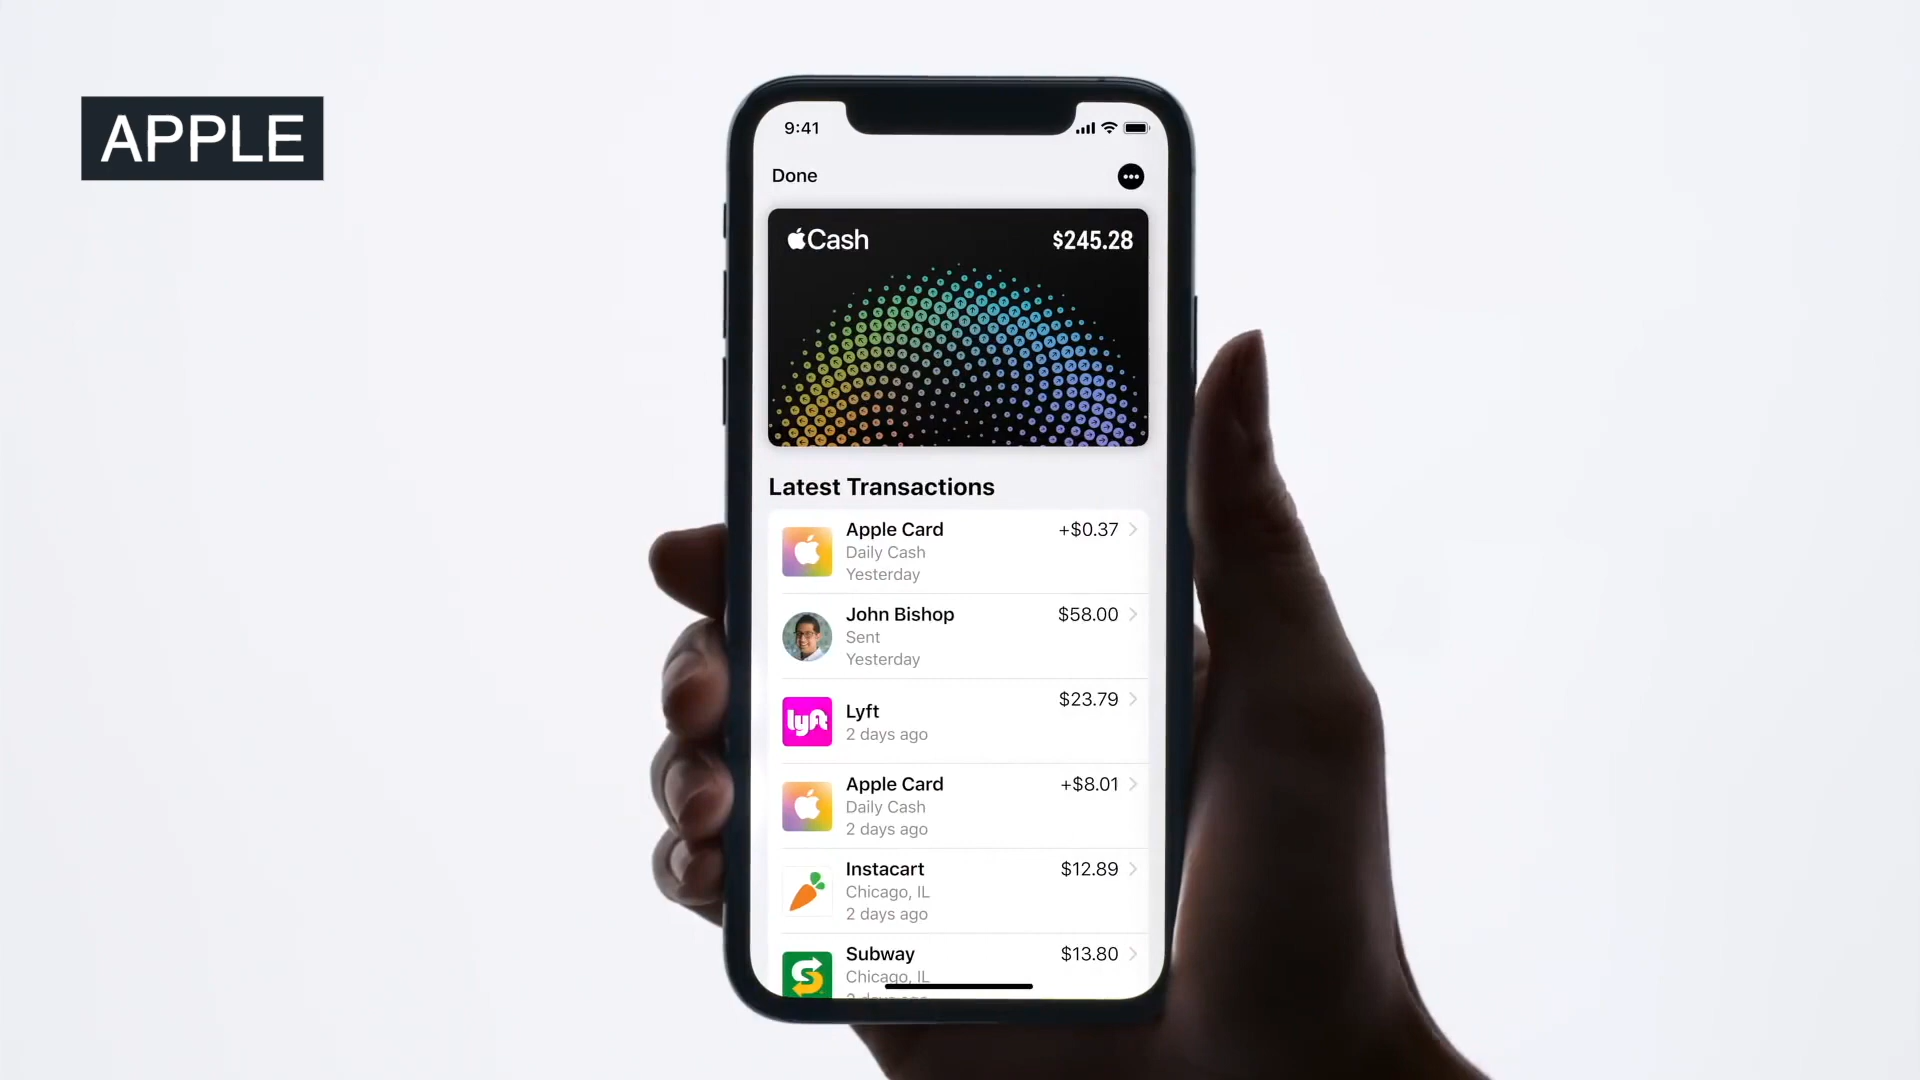 APPLE
9:41
Done
Cash $245.28
Latest Transactions
Apple Card +$0.37
Daily Cash
Yesterday
John Bishop $58.00
Sent
Yesterday
lyft
Lyft $23.79
2 days ago
Apple Card +$8.01
Daily Cash
2 days ago
Instacart $12.89
Chicago, IL
2 days ago
Subway $13.80
Chicago, IL